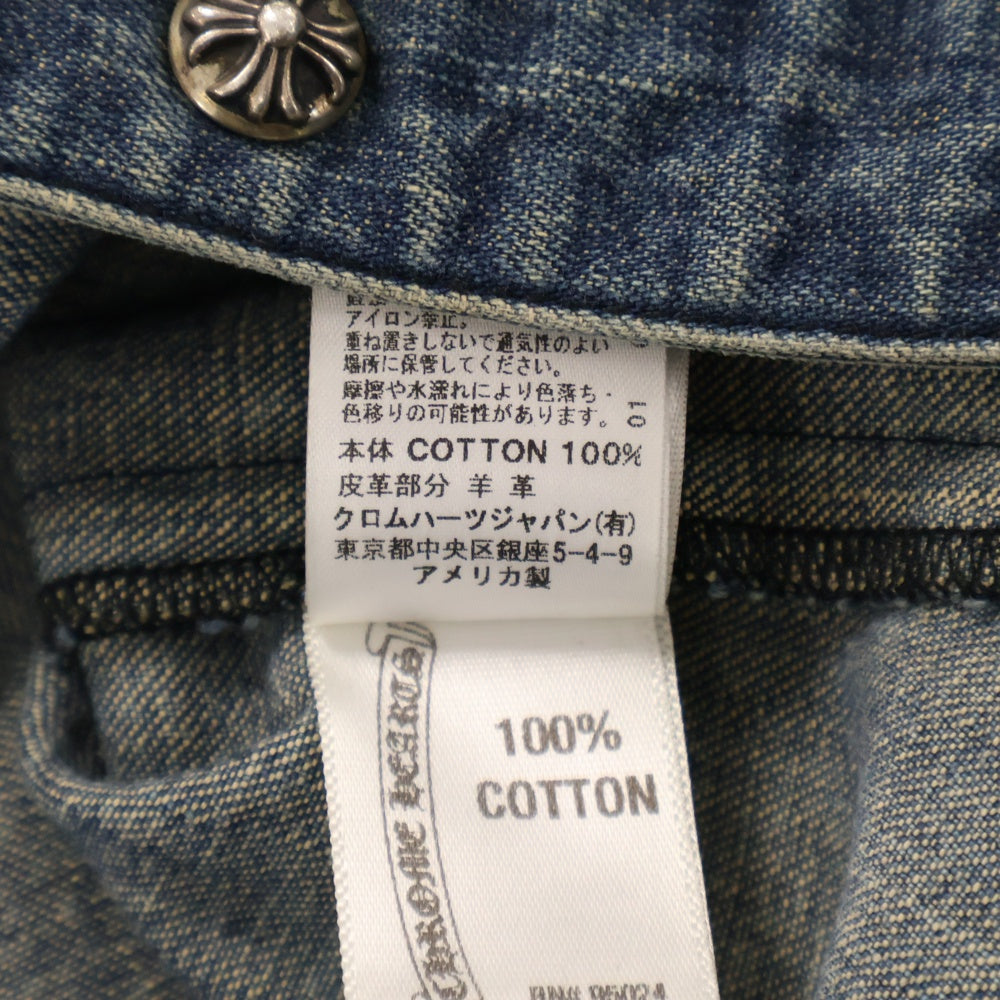 アイロン禁止。
重ね置きしないで通気性のよい
場所に保管してください。
摩擦や水濡れにより色落ち・
色移りの可能性があります。
01
本体 COTTON 100%
皮革部分 羊 革
クロムハーツジャパン(有)
東京都中央区銀座5-4-9
アメリカ製
CHROME HEARTS
100%
COTTON